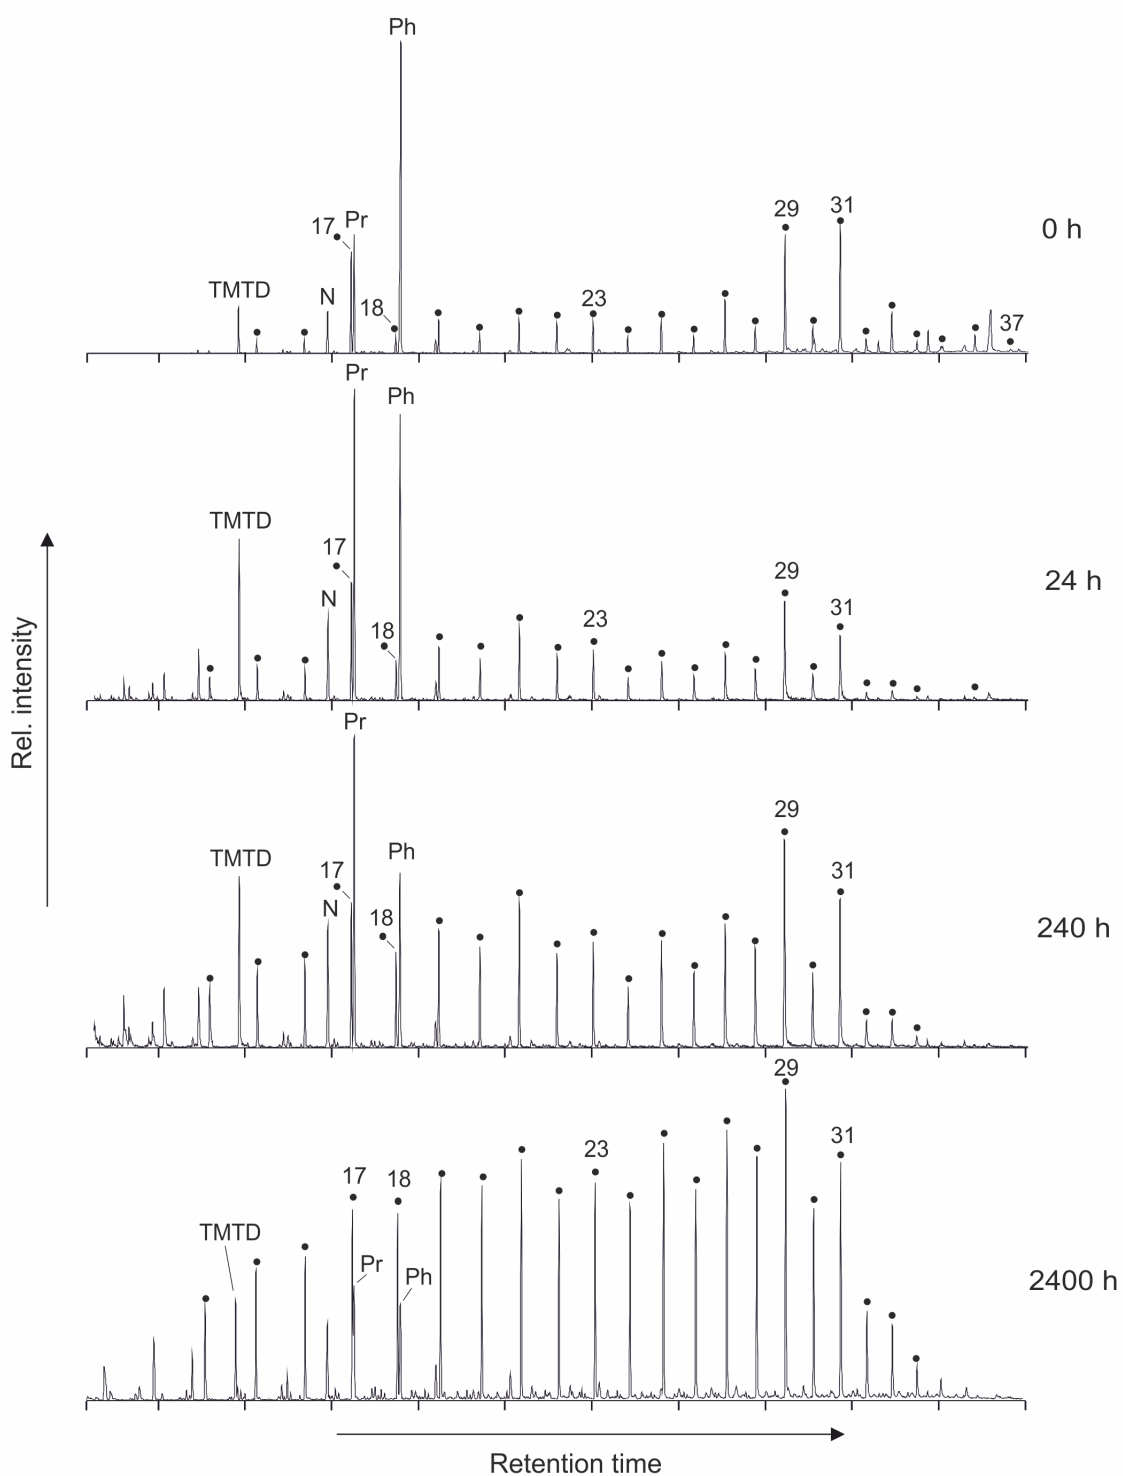 Ph
17 Pr
0 h
29 31
TMTD N
18
23
37
Pr
Ph
TMTD
17
24 h
29
N
31
23
18
Rel. intensity
Pr
29
Ph
TMTD
17
31
N
18
240 h
29
31
23
17 18
TMTD
Pr
Ph
2400 h
Retention time